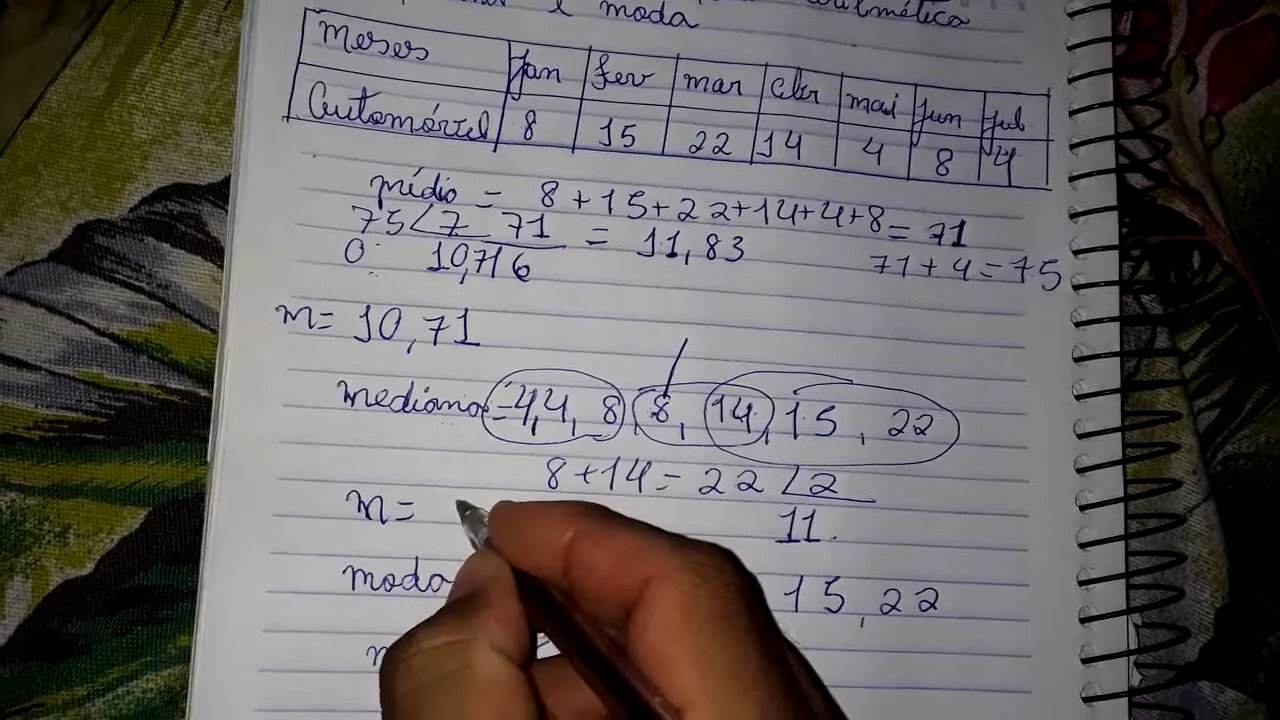 e moda
meses Jan fev mar abr mai Jun Jul
Automóvel 8 15 22 14 4 8 4
médio = 8+15+22+14+4+8=71
75 7 71 = 11,83 71+4=75
0 10,716
m= 10,71
mediana=4,4,8,8,14,15,22
8+14=22 2
m= 11.
moda 15,22